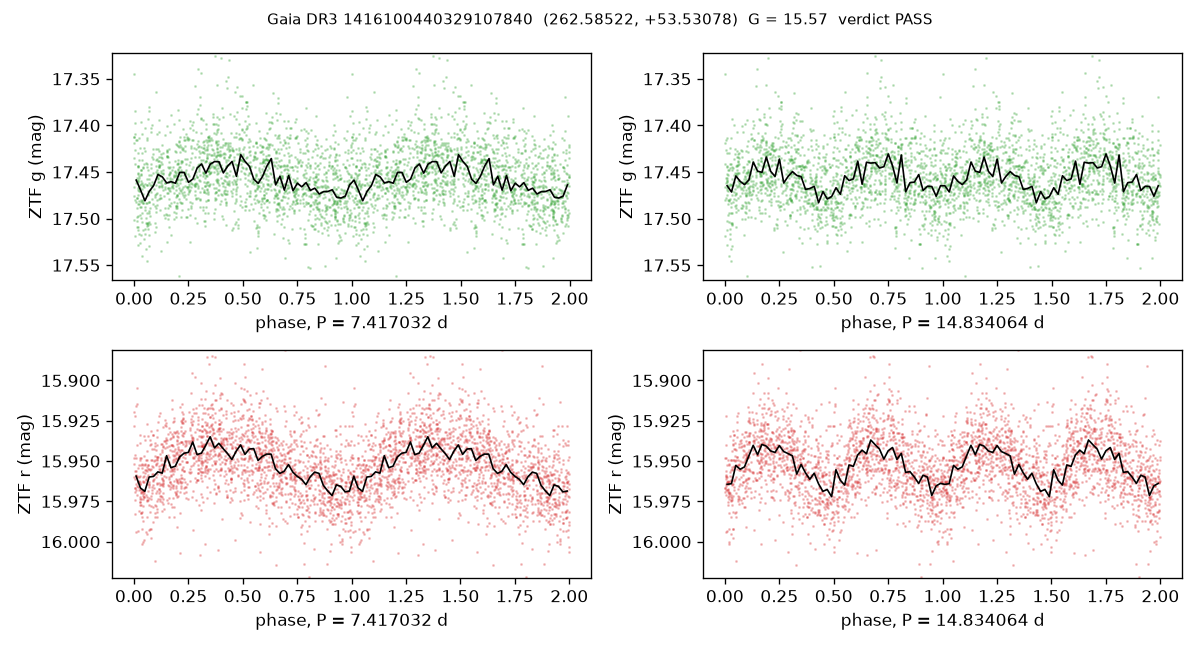 Gaia DR3 1416100440329107840 (262.58522, +53.53078) G = 15.57 verdict PASS
ZTF g (mag)
17.35
17.40
17.45
17.50
17.55
0.00 0.25 0.50 0.75 1.00 1.25 1.50 1.75 2.00
phase, P = 7.417032 d
ZTF g (mag)
17.35
17.40
17.45
17.50
17.55
0.00 0.25 0.50 0.75 1.00 1.25 1.50 1.75 2.00
phase, P = 14.834064 d
ZTF r (mag)
15.900
15.925
15.950
15.975
16.000
0.00 0.25 0.50 0.75 1.00 1.25 1.50 1.75 2.00
phase, P = 7.417032 d
ZTF r (mag)
15.900
15.925
15.950
15.975
16.000
0.00 0.25 0.50 0.75 1.00 1.25 1.50 1.75 2.00
phase, P = 14.834064 d